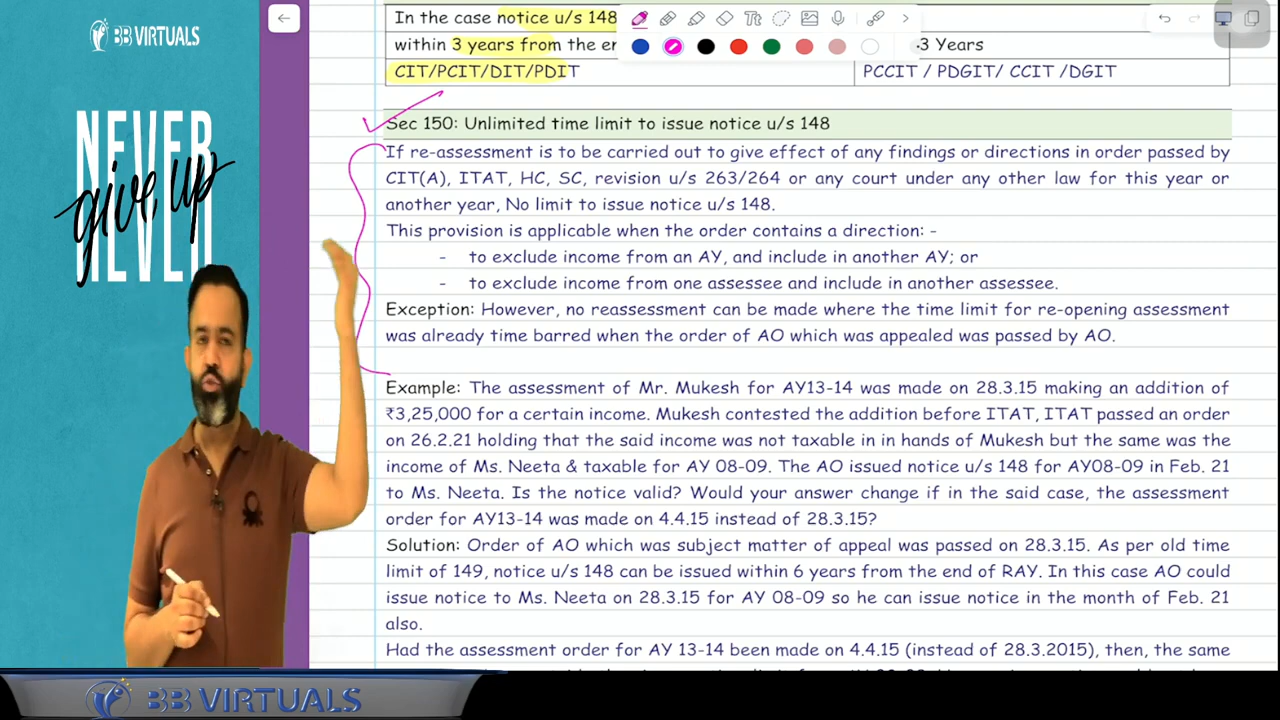 BB VIRTUALS
NEVER
give up
NEVER
In the case notice u/s 148
within 3 years from the en
3 Years
CIT/PCIT/DIT/PDIT
PCCIT / PDGIT/ CCIT /DGIT
Sec 150: Unlimited time limit to issue notice u/s 148
If re-assessment is to be carried out to give effect of any findings or directions in order passed by
CIT(A), ITAT, HC, SC, revision u/s 263/264 or any court under any other law for this year or
another year, No limit to issue notice u/s 148.
This provision is applicable when the order contains a direction: -
- to exclude income from an AY, and include in another AY; or
- to exclude income from one assessee and include in another assessee.
Exception: However, no reassessment can be made where the time limit for re-opening assessment
was already time barred when the order of AO which was appealed was passed by AO.
Example: The assessment of Mr. Mukesh for AY13-14 was made on 28.3.15 making an addition of
₹3,25,000 for a certain income. Mukesh contested the addition before ITAT, ITAT passed an order
on 26.2.21 holding that the said income was not taxable in in hands of Mukesh but the same was the
income of Ms. Neeta & taxable for AY 08-09. The AO issued notice u/s 148 for AY08-09 in Feb. 21
to Ms. Neeta. Is the notice valid? Would your answer change if in the said case, the assessment
order for AY13-14 was made on 4.4.15 instead of 28.3.15?
Solution: Order of AO which was subject matter of appeal was passed on 28.3.15. As per old time
limit of 149, notice u/s 148 can be issued within 6 years from the end of RAY. In this case AO could
issue notice to Ms. Neeta on 28.3.15 for AY 08-09 so he can issue notice in the month of Feb. 21
also.
Had the assessment order for AY 13-14 been made on 4.4.15 (instead of 28.3.2015), then, the same
BB VIRTUALS